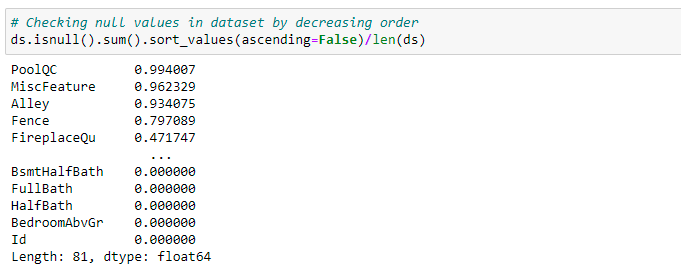 # Checking null values in dataset by decreasing order
ds.isnull().sum().sort_values(ascending=False)/len(ds)
PoolQC 0.994007
MiscFeature 0.962329
Alley 0.934075
Fence 0.797089
FireplaceQu 0.471747
...
BsmtHalfBath 0.000000
FullBath 0.000000
HalfBath 0.000000
BedroomAbvGr 0.000000
Id 0.000000
Length: 81, dtype: float64